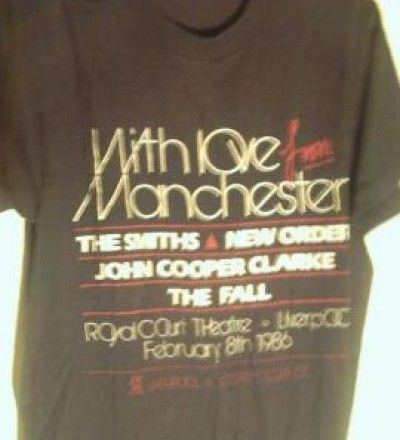 With love from
Manchester
THE SMITHS ▲ NEW ORDER
JOHN COOPER CLARKE
THE FALL
Royal Court Theatre • Liverpool
February 8th 1986